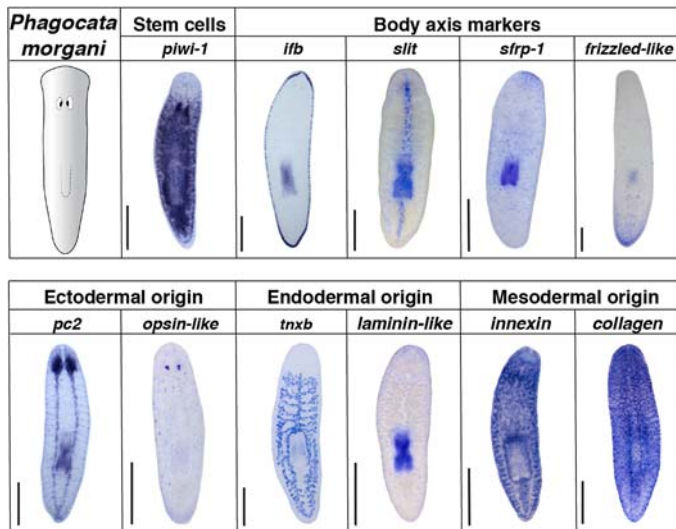 Phagocata morgani
Stem cells
Body axis markers
piwi-1
ifb
slit
sfrp-1
frizzled-like
Ectodermal origin
Endodermal origin
Mesodermal origin
pc2
opsin-like
tnxb
laminin-like
innexin
collagen